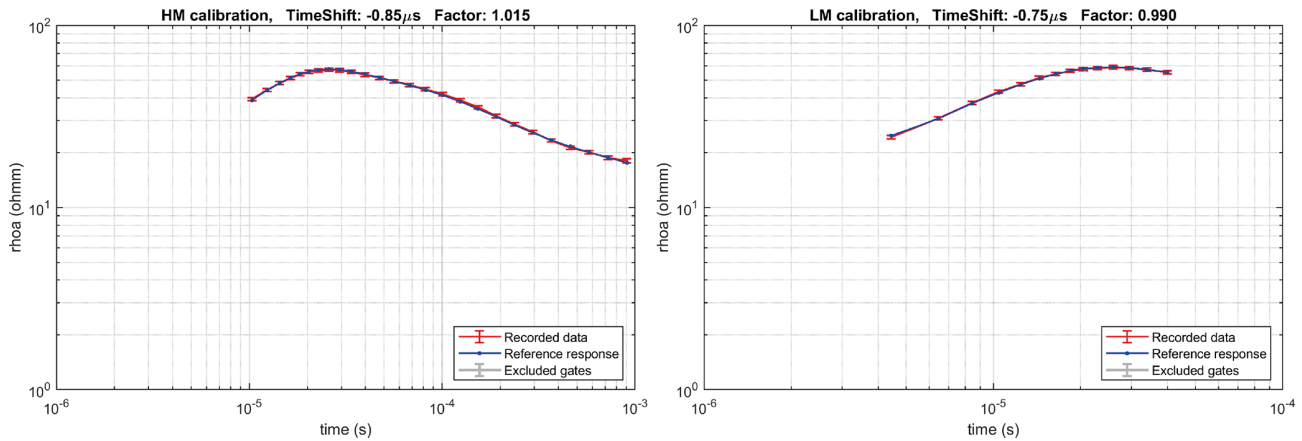 HM calibration, TimeShift: -0.85μs Factor: 1.015
10^2
10^1
10^0
rhoa (ohmm)
Recorded data
Reference response
Excluded gates
10^-6
10^-5
10^-4
10^-3
time (s)
LM calibration, TimeShift: -0.75μs Factor: 0.990
10^2
10^1
10^0
rhoa (ohmm)
Recorded data
Reference response
Excluded gates
10^-6
10^-5
10^-4
time (s)